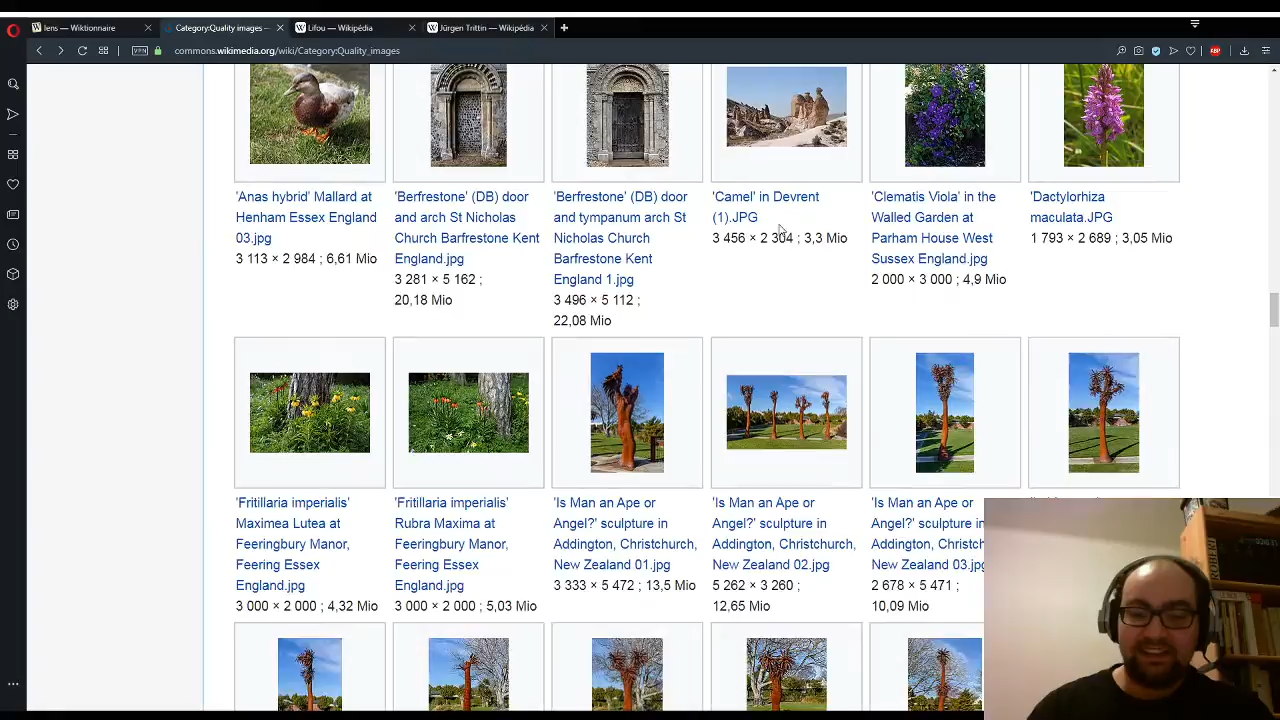 lens — Wiktionnaire
Category:Quality images –
Lifou — Wikipédia
Jürgen Trittin — Wikipédia
VPN
commons.wikimedia.org/wiki/Category:Quality_images
ABP
'Anas hybrid' Mallard at
Henham Essex England
03.jpg
3 113 × 2 984 ; 6,61 Mio
'Berfrestone' (DB) door
and arch St Nicholas
Church Barfrestone Kent
England.jpg
3 281 × 5 162 ;
20,18 Mio
'Berfrestone' (DB) door
and tympanum arch St
Nicholas Church
Barfrestone Kent
England 1.jpg
3 496 × 5 112 ;
22,08 Mio
'Camel' in Devrent
(1).JPG
3 456 × 2 304 ; 3,3 Mio
'Clematis Viola' in the
Walled Garden at
Parham House West
Sussex England.jpg
2 000 × 3 000 ; 4,9 Mio
'Dactylorhiza
maculata.JPG
1 793 × 2 689 ; 3,05 Mio
'Fritillaria imperialis'
Maximea Lutea at
Feeringbury Manor,
Feering Essex
England.jpg
3 000 × 2 000 ; 4,32 Mio
'Fritillaria imperialis'
Rubra Maxima at
Feeringbury Manor,
Feering Essex
England.jpg
3 000 × 2 000 ; 5,03 Mio
'Is Man an Ape or
Angel?' sculpture in
Addington, Christchurch,
New Zealand 01.jpg
3 333 × 5 472 ; 13,5 Mio
'Is Man an Ape or
Angel?' sculpture in
Addington, Christchurch,
New Zealand 02.jpg
5 262 × 3 260 ;
12,65 Mio
'Is Man an Ape or
Angel?' sculpture in
Addington, Christch
New Zealand 03.jpg
2 678 × 5 471 ;
10,09 Mio